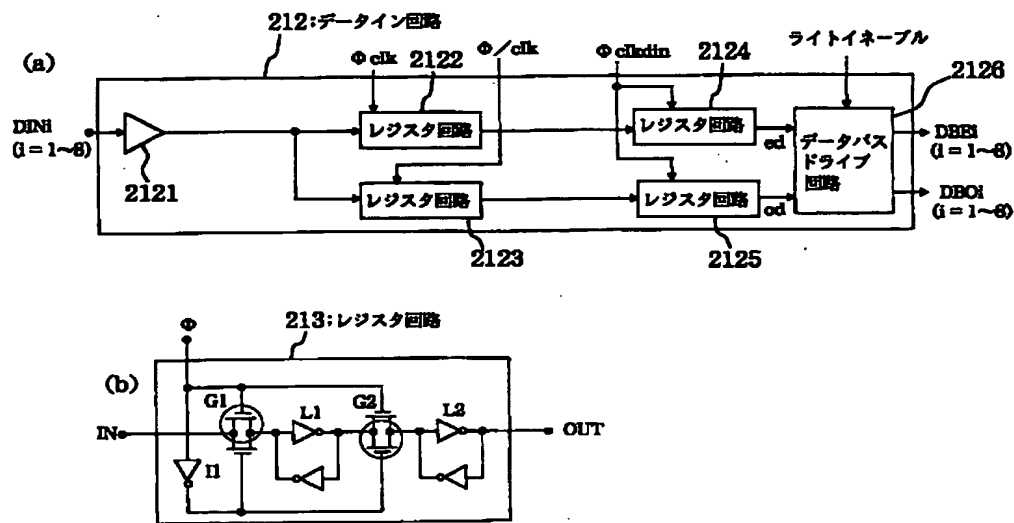 212;データイン回路
(a)
Φclk
2122
Φ/clk
Φclkdin
2124
ライトイネーブル
2126
DINi
(i=1~8)
2121
レジスタ回路
レジスタ回路
ed
データバス
ドライブ
回路
DBEi
(i=1~8)
レジスタ回路
2123
レジスタ回路
od
2125
DBOi
(i=1~8)
Φ
213;レジスタ回路
(b)
G1
L1
G2
L2
IN
OUT
I1